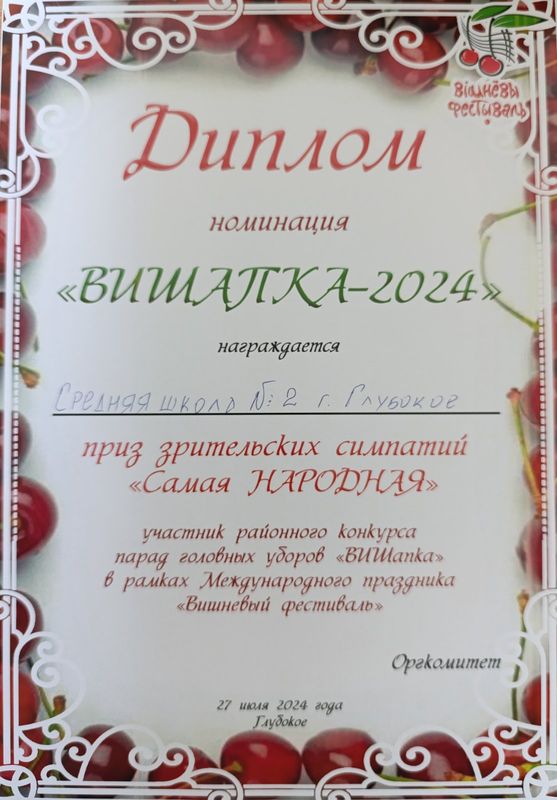 Вішнёвы
фестываль
Диплом
номинация
«ВИШАПКА-2024»
награждается
Средняя школа № 2 г. Глубокое
приз зрительских симпатий
«Самая НАРОДНАЯ»
участник районного конкурса
парад головных уборов «ВИШапка»
в рамках Международного праздника
«Вишневый фестиваль»
Оргкомитет
27 июля 2024 года
Глубокое